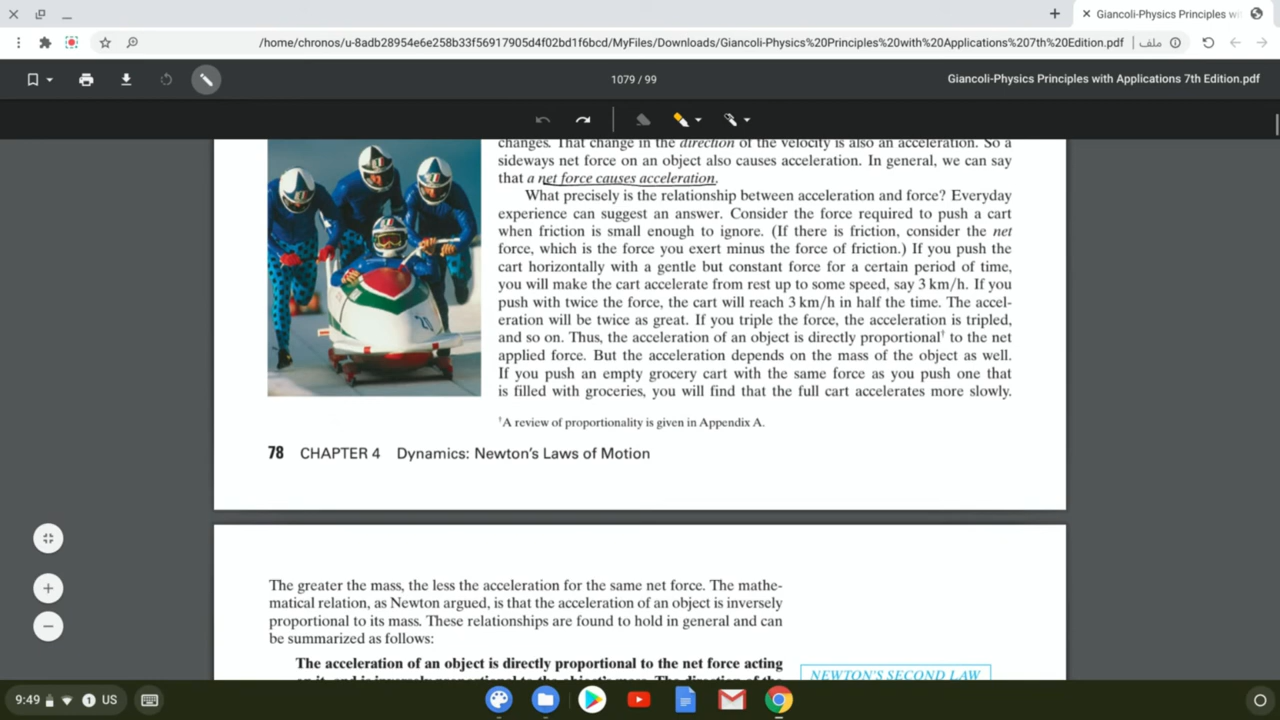 Giancoli-Physics Principles wit
/home/chronos/u-8adb28954e6e258b33f56917905d4f02bd1f6bcd/MyFiles/Downloads/Giancoli-Physics%20Principles%20with%20Applications%207th%20Edition.pdf | ملف
1079 / 99
Giancoli-Physics Principles with Applications 7th Edition.pdf
changes. That change in the direction of the velocity is also an acceleration. So a
sideways net force on an object also causes acceleration. In general, we can say
that a net force causes acceleration.
What precisely is the relationship between acceleration and force? Everyday
experience can suggest an answer. Consider the force required to push a cart
when friction is small enough to ignore. (If there is friction, consider the net
force, which is the force you exert minus the force of friction.) If you push the
cart horizontally with a gentle but constant force for a certain period of time,
you will make the cart accelerate from rest up to some speed, say 3 km/h. If you
push with twice the force, the cart will reach 3 km/h in half the time. The accel-
eration will be twice as great. If you triple the force, the acceleration is tripled,
and so on. Thus, the acceleration of an object is directly proportional† to the net
applied force. But the acceleration depends on the mass of the object as well.
If you push an empty grocery cart with the same force as you push one that
is filled with groceries, you will find that the full cart accelerates more slowly.
†A review of proportionality is given in Appendix A.
78 CHAPTER 4 Dynamics: Newton's Laws of Motion
The greater the mass, the less the acceleration for the same net force. The mathe-
matical relation, as Newton argued, is that the acceleration of an object is inversely
proportional to its mass. These relationships are found to hold in general and can
be summarized as follows:
The acceleration of an object is directly proportional to the net force acting
on it, and is inversely proportional to the object's mass. The direction of the
NEWTON'S SECOND LAW
9:49
1 US